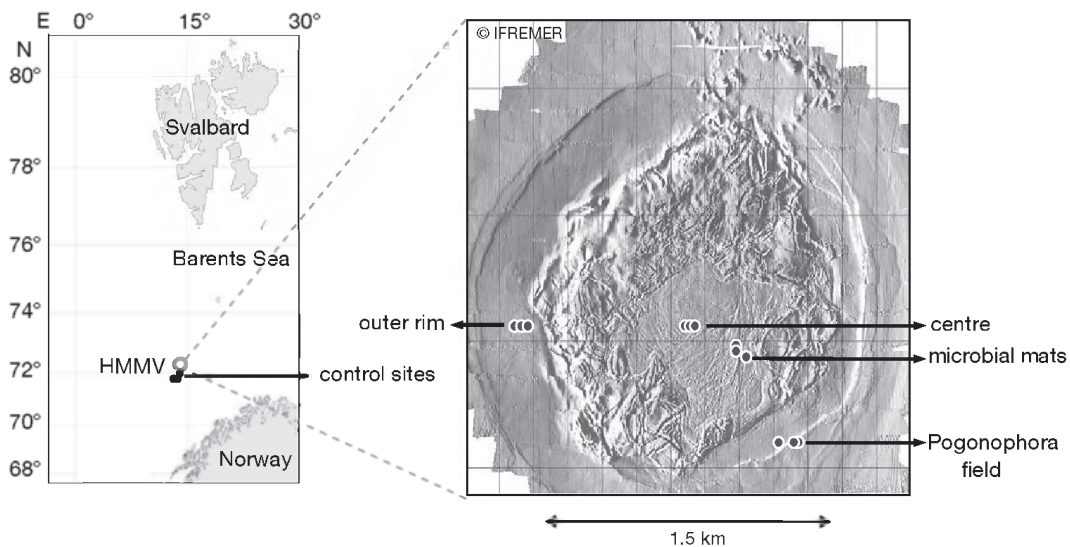 E 0° 15° 30°
N
80°
78°
76°
74°
72°
70°
68°
Svalbard
Barents Sea
HMMV
control sites
Norway
© IFREMER
outer rim
centre
microbial mats
Pogonophora
field
1.5 km